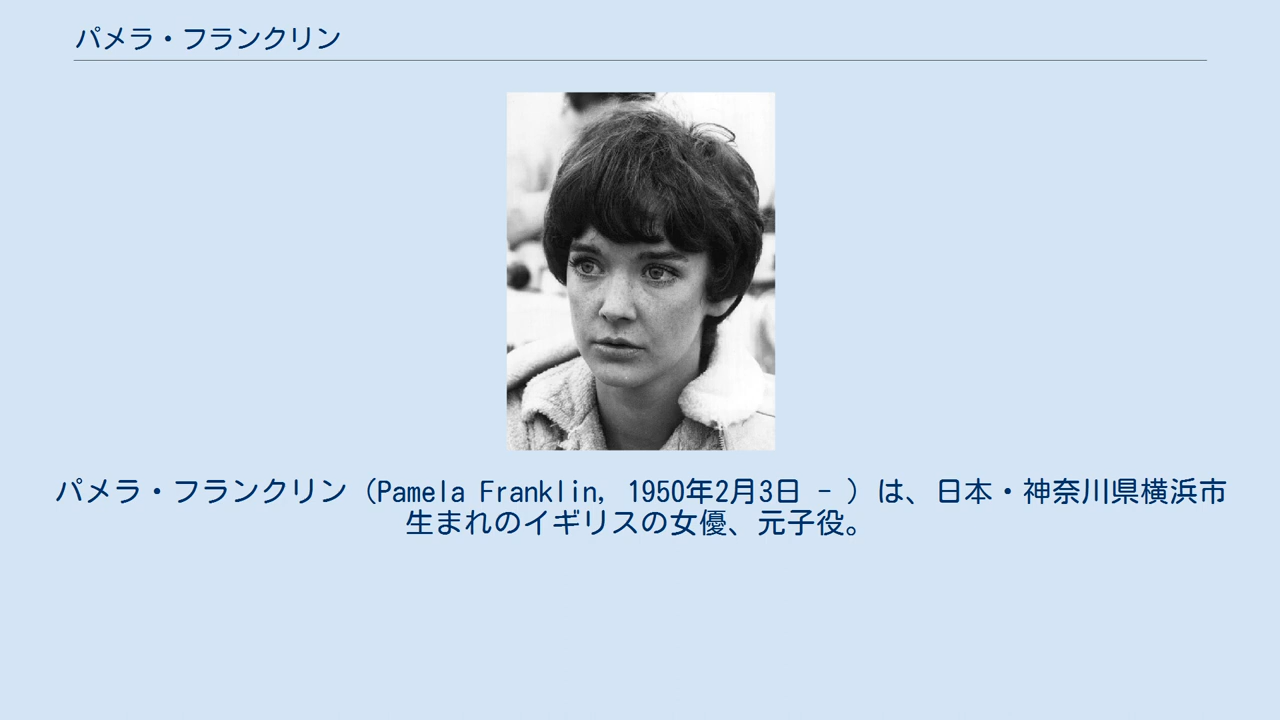 パメラ・フランクリン
パメラ・フランクリン（Pamela Franklin, 1950年2月3日 - ）は、日本・神奈川県横浜市
生まれのイギリスの女優、元子役。